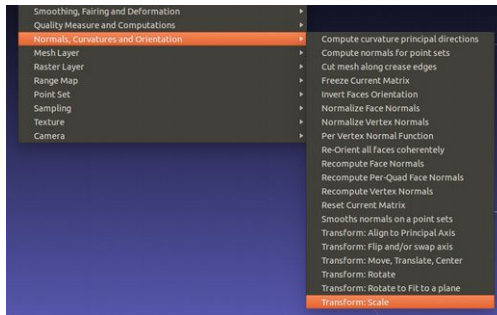 Smoothing, Fairing and Deformation
Quality Measure and Computations
Normals, Curvatures and Orientation
Mesh Layer
Raster Layer
Range Map
Point Set
Sampling
Texture
Camera
Compute curvature principal directions
Compute normals for point sets
Cut mesh along crease edges
Freeze Current Matrix
Invert Faces Orientation
Normalize Face Normals
Normalize Vertex Normals
Per Vertex Normal Function
Re-Orient all faces coherentely
Recompute Face Normals
Recompute Per-Quad Face Normals
Recompute Vertex Normals
Reset Current Matrix
Smooths normals on a point sets
Transform: Align to Principal Axis
Transform: Flip and/or swap axis
Transform: Move, Translate, Center
Transform: Rotate
Transform: Rotate to Fit to a plane
Transform: Scale